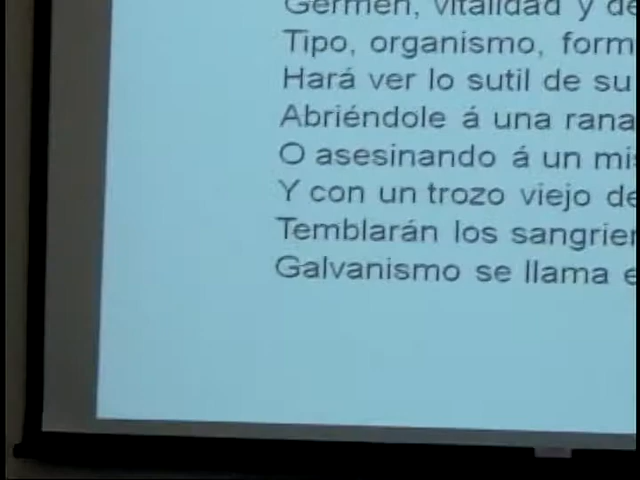 Germen, vitalidad y de
Tipo, organismo, form
Hará ver lo sutil de su
Abriéndole á una rana
O asesinando á un mi
Y con un trozo viejo de
Temblarán los sangrien
Galvanismo se llama e